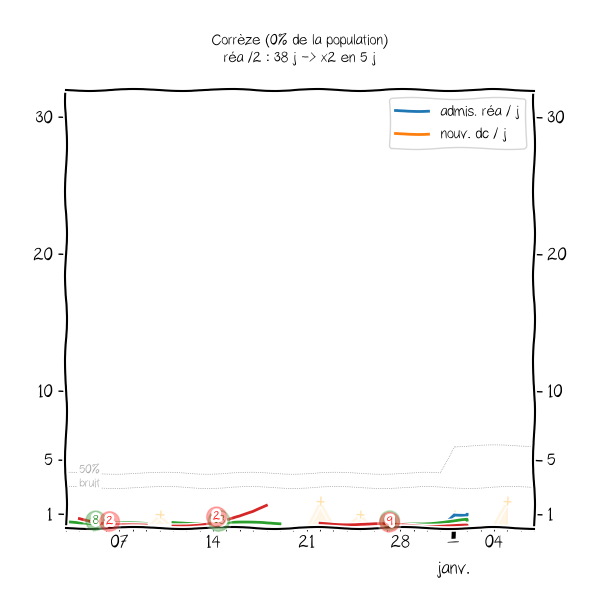 Corrèze (0% de la population)
réa /2 : 38 j -> x2 en 5 j
admis. réa / j
nouv. dc / j
30 30
20 20
10 10
5 5
50%
bruit
1 1
8 2 9
07 14 21 28 1 04
janv.